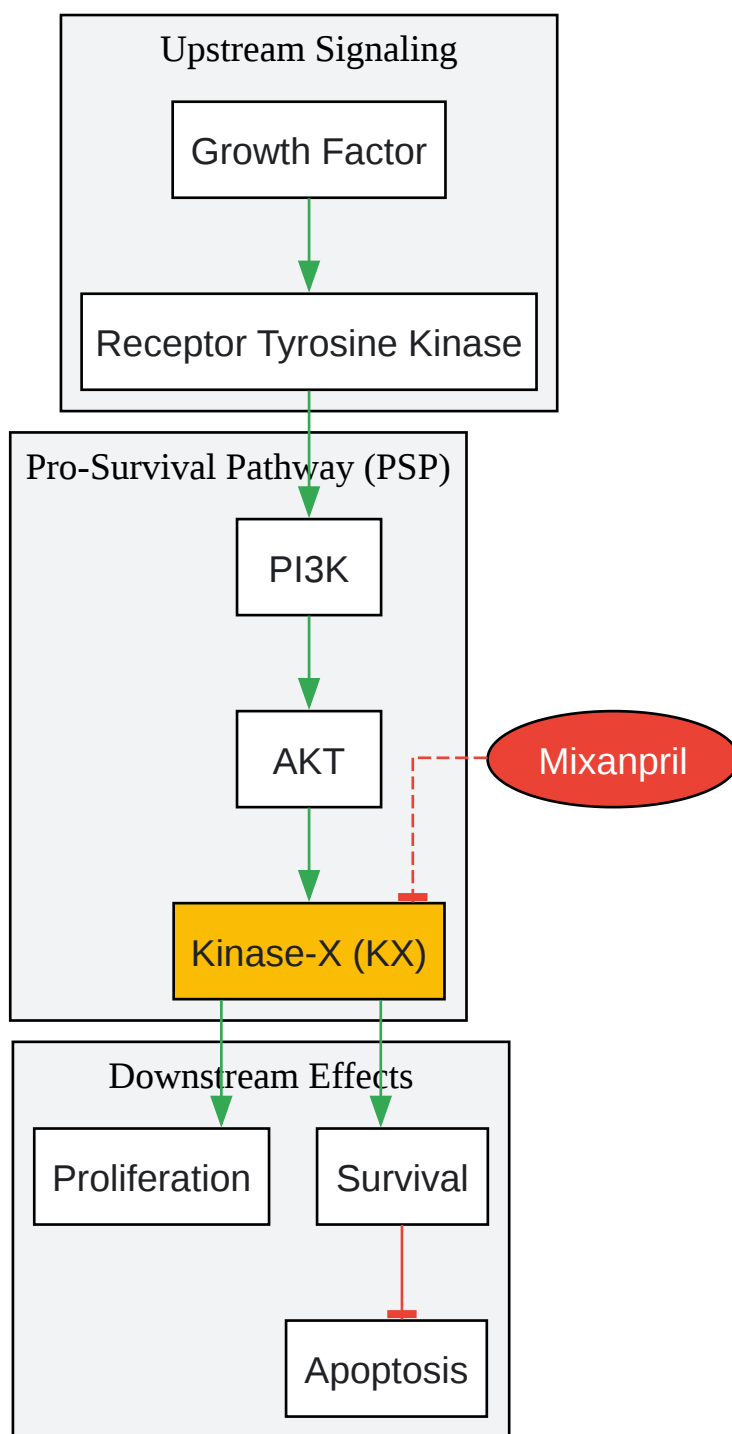 Upstream Signaling
Growth Factor
Receptor Tyrosine Kinase
Pro-Survival Pathway (PSP)
PI3K
AKT
Mixanpril
Kinase-X (KX)
Downstream Effects
Proliferation
Survival
Apoptosis